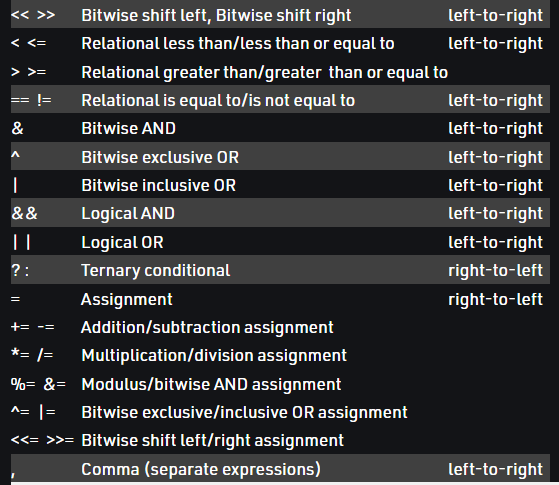 << >> Bitwise shift left, Bitwise shift right left-to-right
< <= Relational less than/less than or equal to left-to-right
> >= Relational greater than/greater than or equal to
== != Relational is equal to/is not equal to left-to-right
& Bitwise AND left-to-right
^ Bitwise exclusive OR left-to-right
| Bitwise inclusive OR left-to-right
&& Logical AND left-to-right
|| Logical OR left-to-right
?: Ternary conditional right-to-left
= Assignment right-to-left
+= -= Addition/subtraction assignment
*= /= Multiplication/division assignment
%= &= Modulus/bitwise AND assignment
^= |= Bitwise exclusive/inclusive OR assignment
<<= >>= Bitwise shift left/right assignment
, Comma (separate expressions) left-to-right